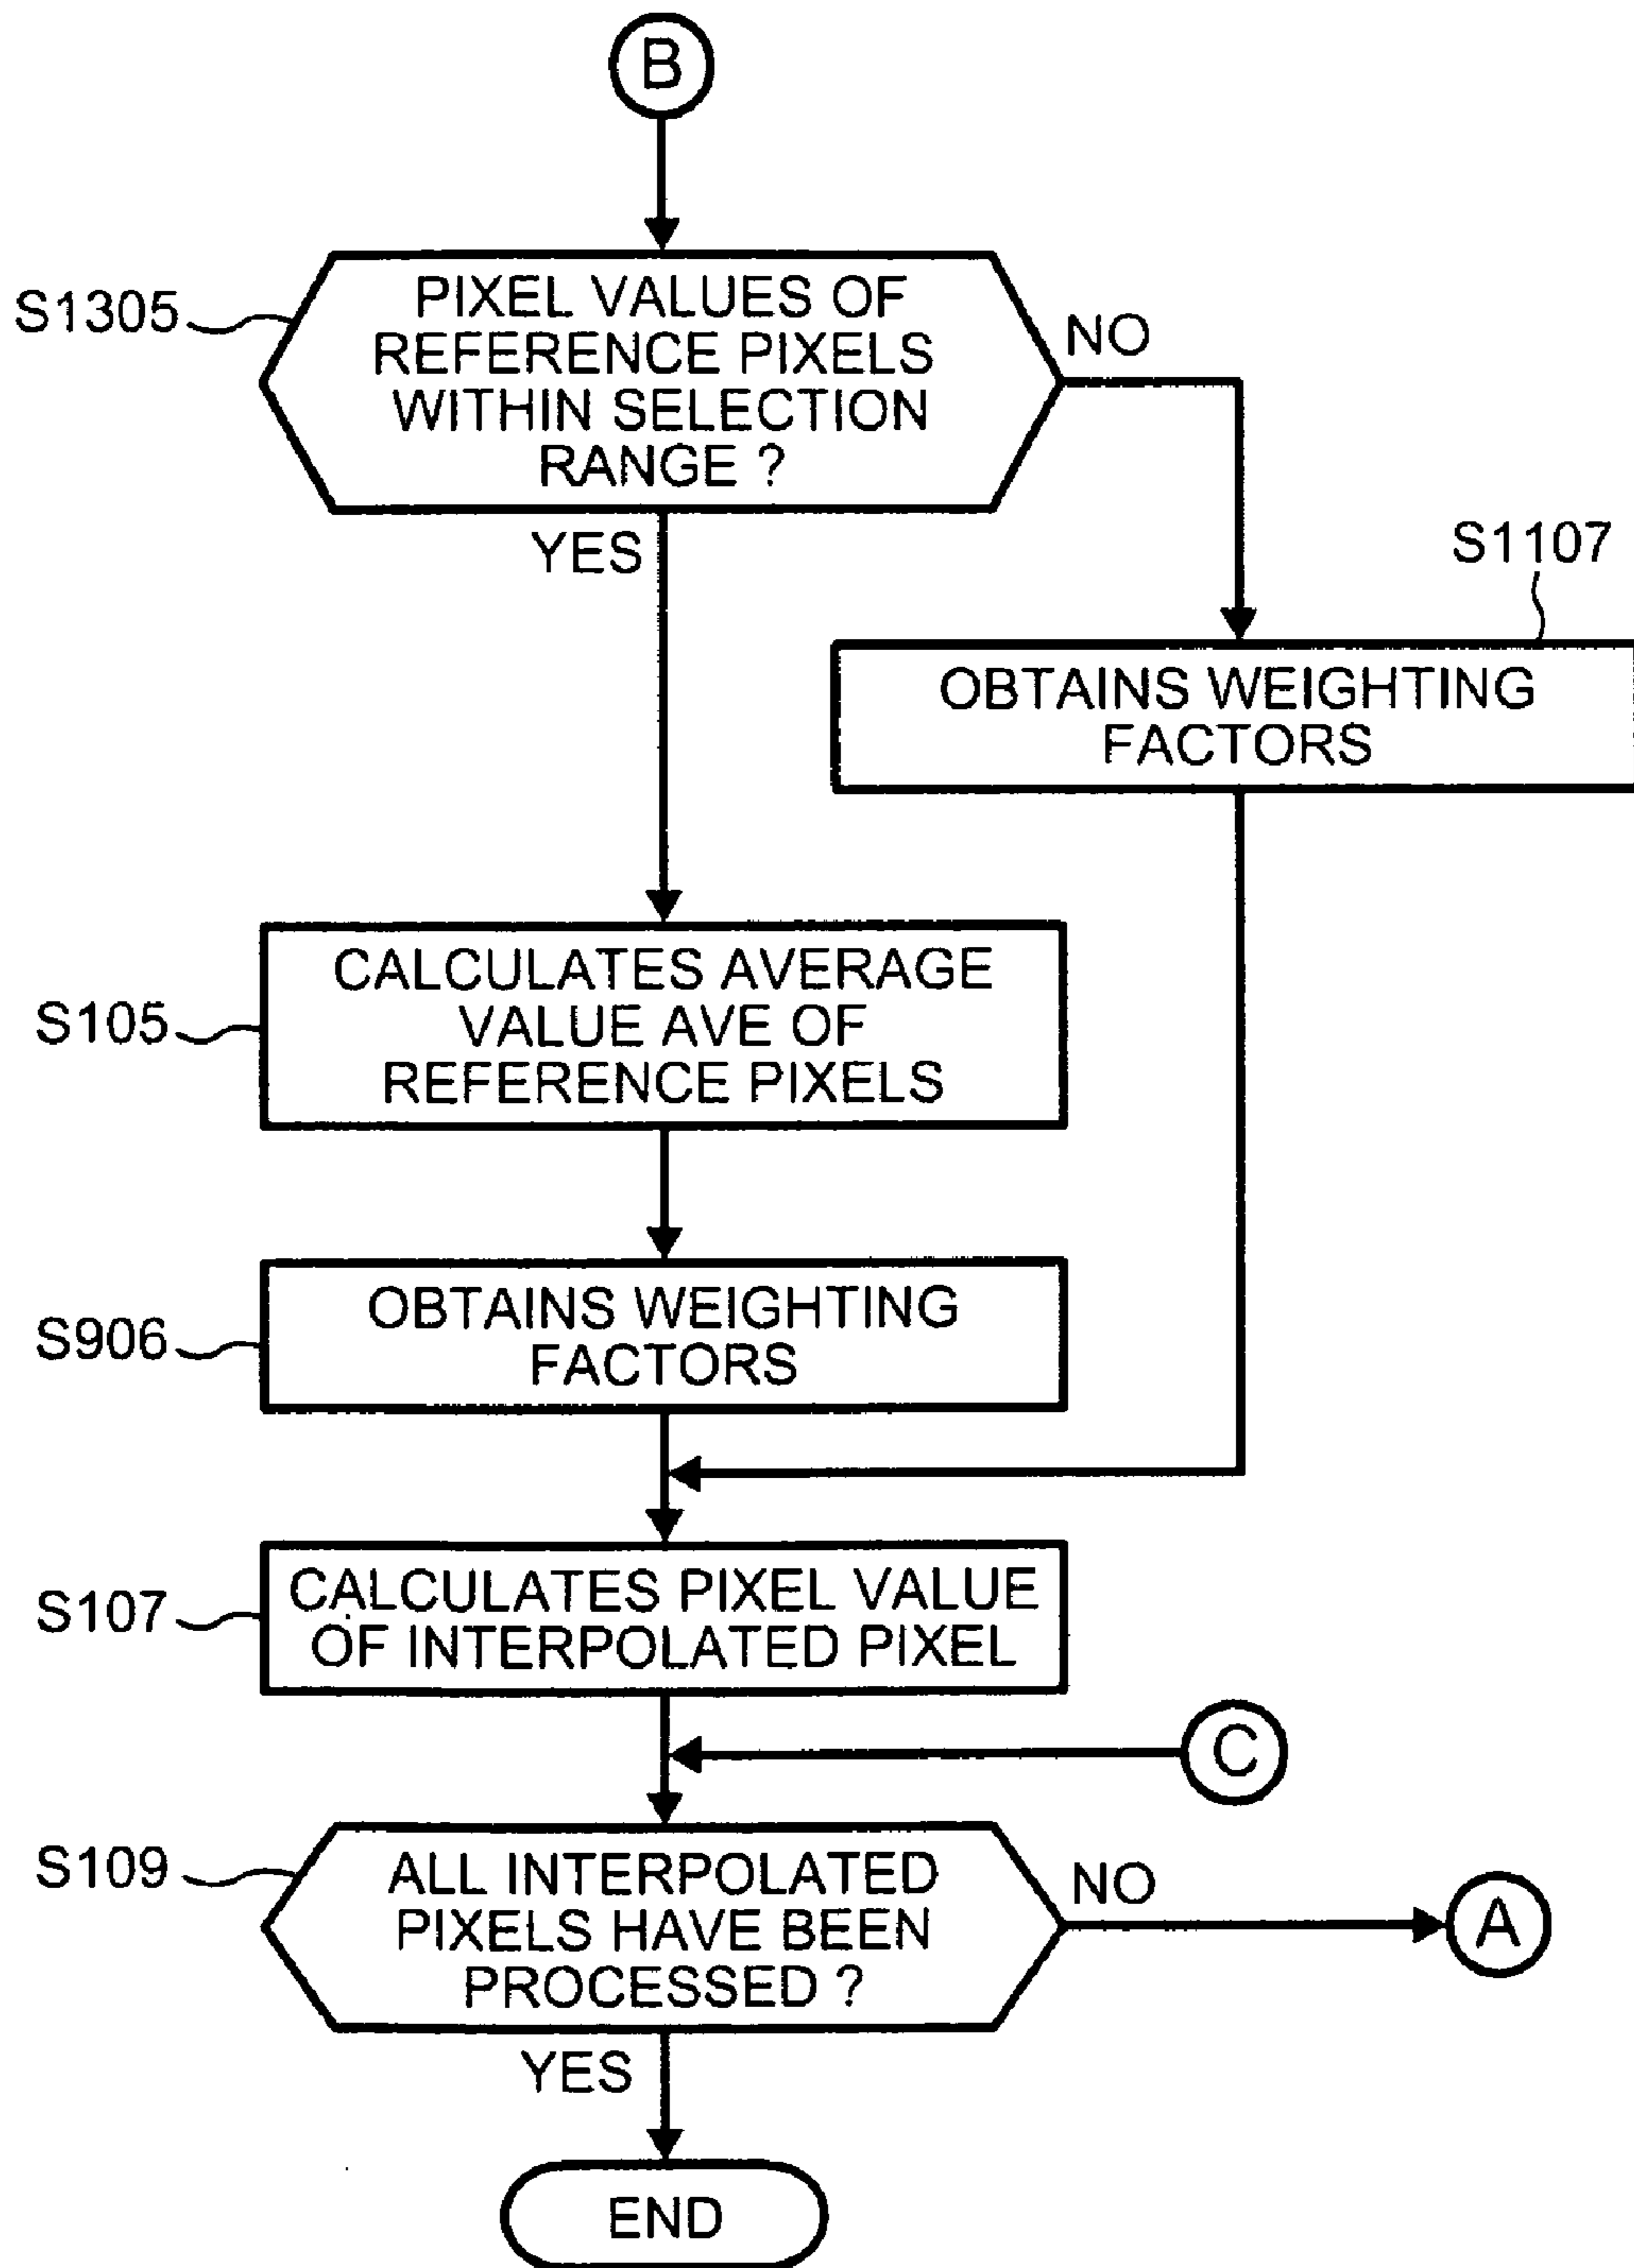 B
S1305
PIXEL VALUES OF
REFERENCE PIXELS
WITHIN SELECTION
RANGE ?
NO
YES
S1107
OBTAINS WEIGHTING
FACTORS
S105
CALCULATES AVERAGE
VALUE AVE OF
REFERENCE PIXELS
S906
OBTAINS WEIGHTING
FACTORS
S107
CALCULATES PIXEL VALUE
OF INTERPOLATED PIXEL
C
S109
ALL INTERPOLATED
PIXELS HAVE BEEN
PROCESSED ?
NO
A
YES
END